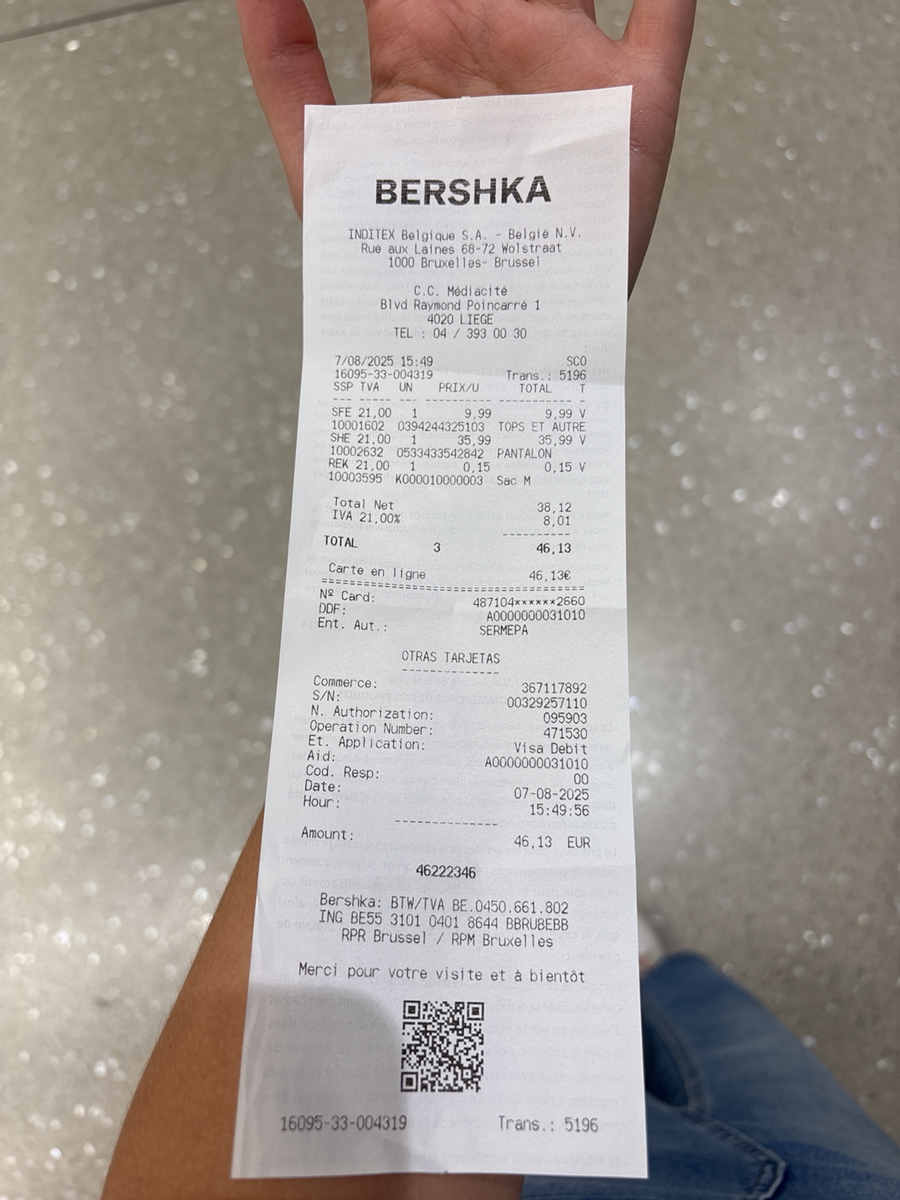 BERSHKA
INDITEX Belgique S.A. - België N.V.
Rue aux Laines 68-72 Wolstraat
1000 Bruxelles- Brussel
C.C. Médiacité
Blvd Raymond Poincarré 1
4020 LIEGE
TEL : 04 / 393 00 30
7/08/2025 15:49 SCO
16095-33-004319 Trans.: 5196
SSP TVA UN PRIX/U TOTAL T
--- ----- --- ---------- ----------- -
SFE 21,00 1 9,99 9,99 V
10001602 0394244325103 TOPS ET AUTRE
SHE 21,00 1 35,99 35,99 V
10002632 0533433542842 PANTALON
REK 21,00 1 0,15 0,15 V
10003595 K000010000003 Sac M
Total Net 38,12
IVA 21,00% 8,01
----------
TOTAL 3 46,13
Carte en ligne 46,13€
======================================
Nº Card: 487104******2660
DDF: A0000000031010
Ent. Aut.: SERMEPA
OTRAS TARJETAS
--------------
Commerce: 367117892
S/N: 00329257110
N. Authorization: 095903
Operation Number: 471530
Et. Application: Visa Debit
Aid: A0000000031010
Cod. Resp: 00
Date: 07-08-2025
Hour: 15:49:56
--------------
Amount: 46,13 EUR
46222346
Bershka: BTW/TVA BE.0450.661.802
ING BE55 3101 0401 8644 BBRUBEBB
RPR Brussel / RPM Bruxelles
Merci pour votre visite et à bientôt
16095-33-004319 Trans.: 5196